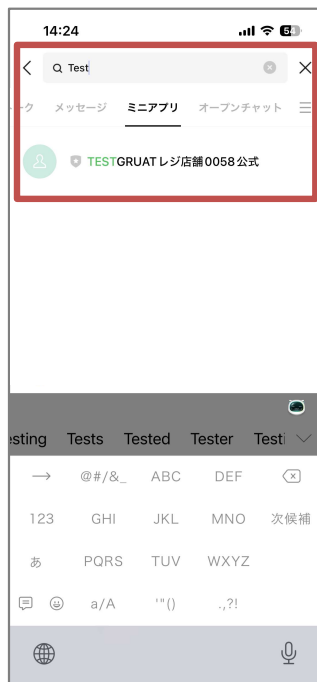 14:24
54
Test
ーク メッセージ ミニアプリ オープンチャット
TESTGRUATレジ店舗0058公式
esting Tests Tested Tester Testi
→ @#/&_ ABC DEF
123 GHI JKL MNO 次候補
あ PQRS TUV WXYZ
a/A '"() .,?!